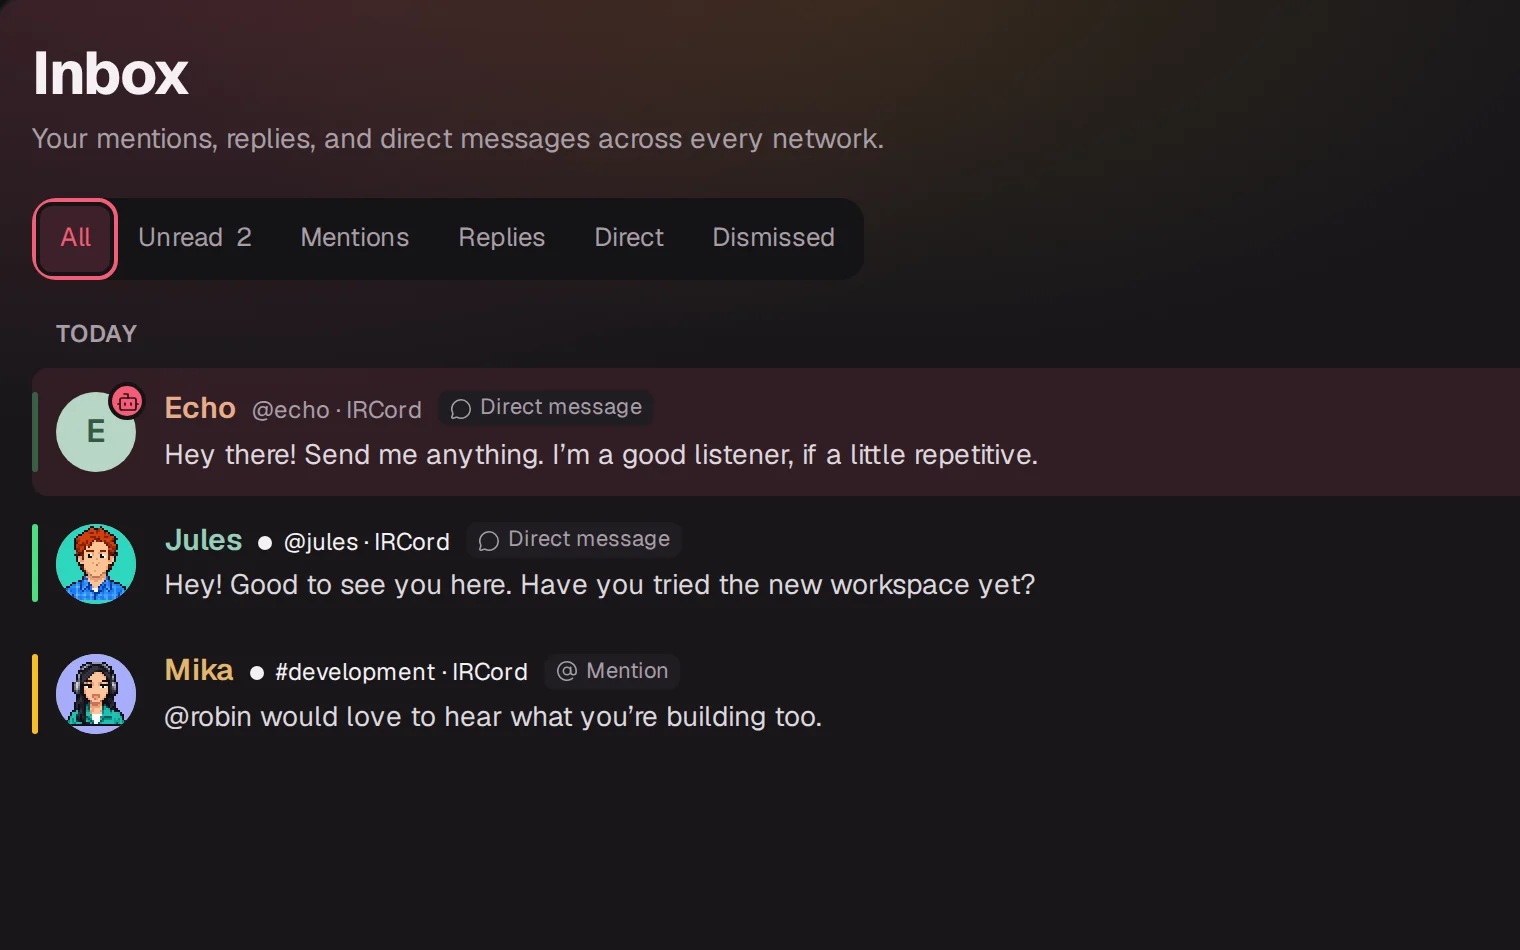 Inbox
Your mentions, replies, and direct messages across every network.
All Unread 2 Mentions Replies Direct Dismissed
TODAY
E
Echo @echo · IRCord Direct message
Hey there! Send me anything. I’m a good listener, if a little repetitive.
Jules @jules · IRCord Direct message
Hey! Good to see you here. Have you tried the new workspace yet?
Mika #development · IRCord Mention
@robin would love to hear what you’re building too.